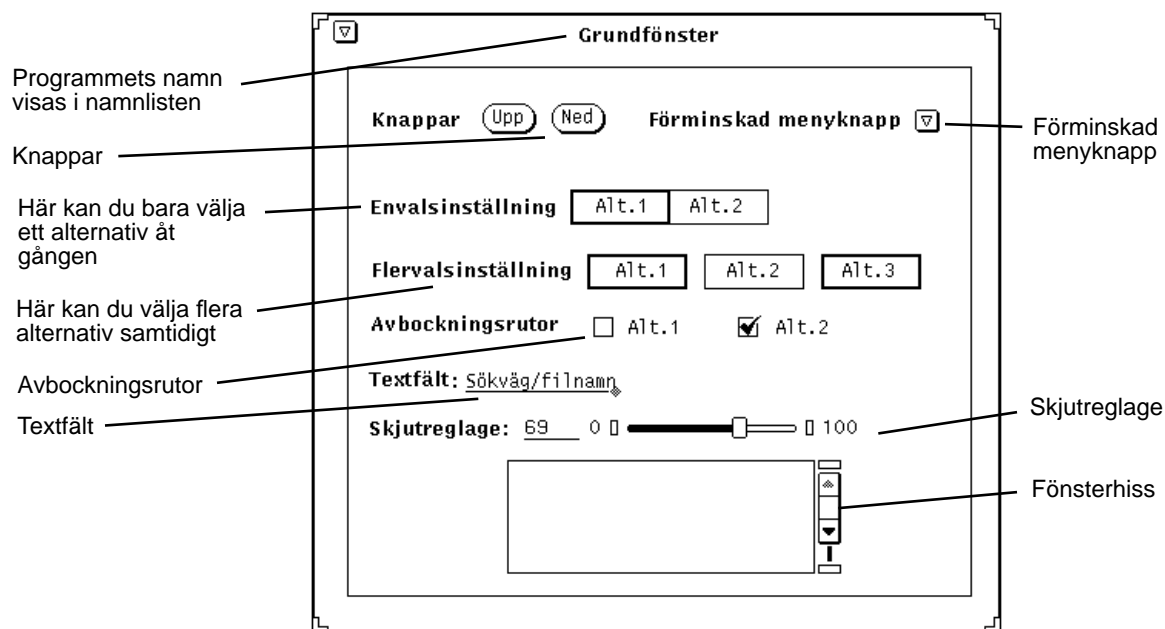 Grundfönster
Programmets namn
visas i namnlisten
Knappar Upp Ned Förminskad menyknapp
Förminskad
menyknapp
Knappar
Här kan du bara välja
ett alternativ åt
gången
Envalsinställning Alt.1 Alt.2
Flervalsinställning Alt.1 Alt.2 Alt.3
Här kan du välja flera
alternativ samtidigt
Avbockningsrutor Alt.1 Alt.2
Avbockningsrutor
Textfält: Sökväg/filnamn
Textfält
Skjutreglage: 69 0 100
Skjutreglage
Fönsterhiss